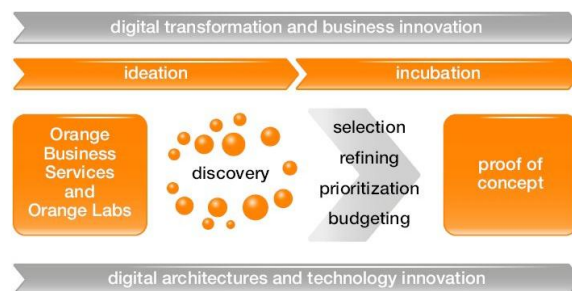 digital transformation and business innovation
ideation
incubation
Orange
Business
Services
and
Orange Labs
discovery
selection
refining
prioritization
budgeting
proof of
concept
digital architectures and technology innovation